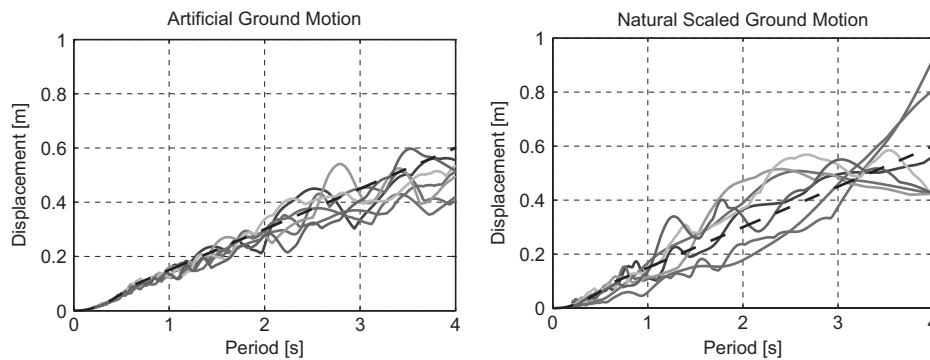 Artificial Ground Motion
Displacement [m]
1
0.8
0.6
0.4
0.2
0
0 1 2 3 4
Period [s]
Natural Scaled Ground Motion
Displacement [m]
1
0.8
0.6
0.4
0.2
0
0 1 2 3 4
Period [s]